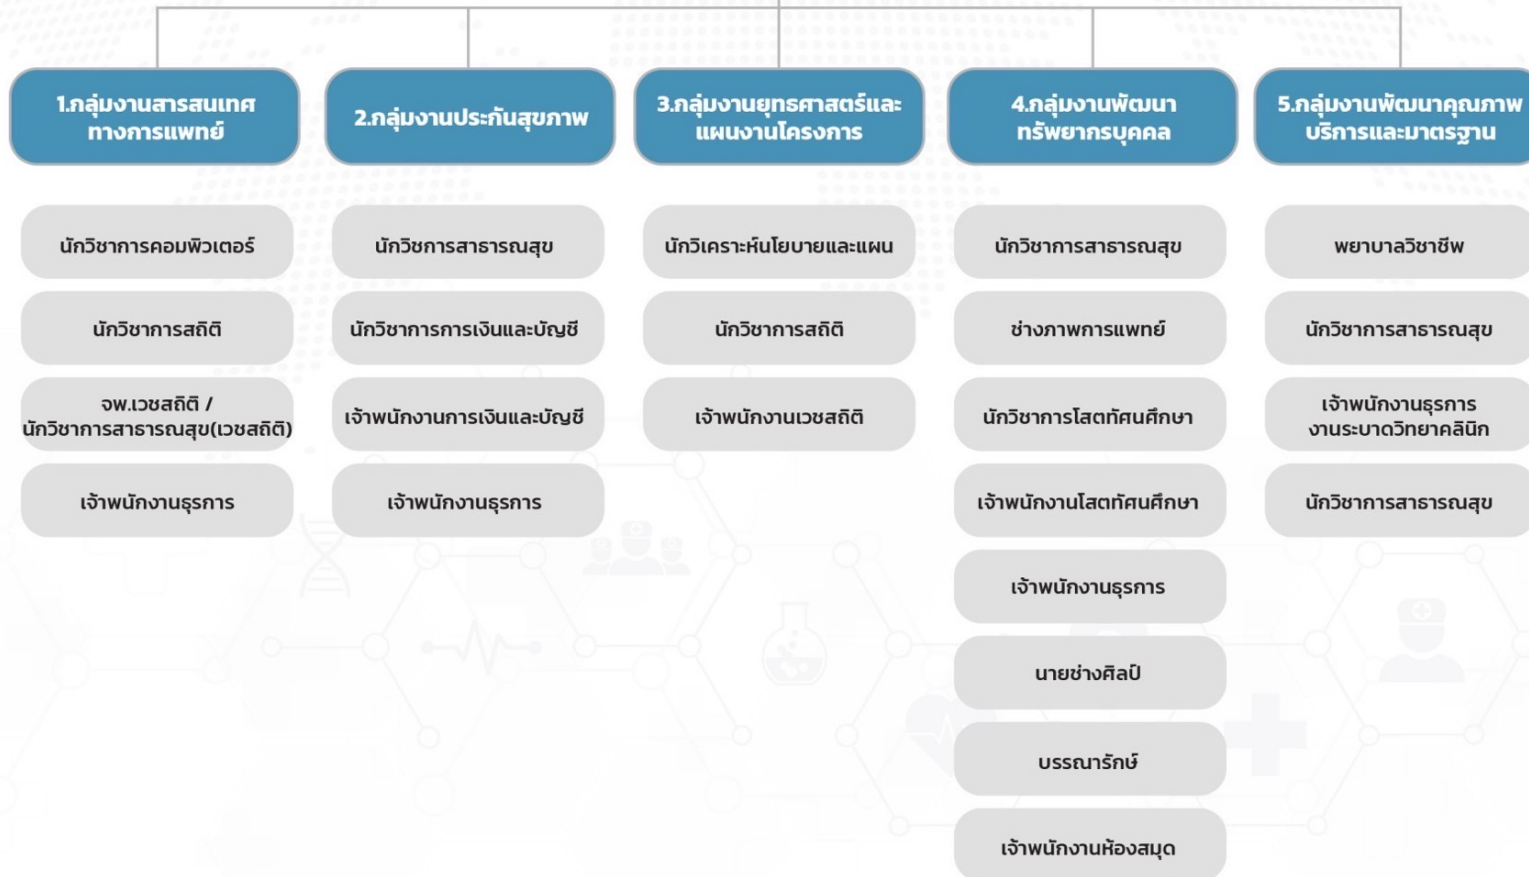 1.กลุ่มงานสารสนเทศ
ทางการแพทย์
2.กลุ่มงานประกันสุขภาพ
3.กลุ่มงานยุทธศาสตร์และ
แผนงานโครงการ
4.กลุ่มงานพัฒนา
ทรัพยากรบุคคล
5.กลุ่มงานพัฒนาคุณภาพ
บริการและมาตรฐาน
นักวิชาการคอมพิวเตอร์
นักวิชาการสถิติ
จพ.เวชสถิติ /
นักวิชาการสาธารณสุข(เวชสถิติ)
เจ้าพนักงานธุรการ
นักวิชการสาธารณสุข
นักวิชาการการเงินและบัญชี
เจ้าพนักงานการเงินและบัญชี
เจ้าพนักงานธุรการ
นักวิเคราะห์นโยบายและแผน
นักวิชาการสถิติ
เจ้าพนักงานเวชสถิติ
นักวิชาการสาธารณสุข
ช่างภาพการแพทย์
นักวิชาการโสตทัศนศึกษา
เจ้าพนักงานโสตทัศนศึกษา
เจ้าพนักงานธุรการ
นายช่างศิลป์
บรรณารักษ์
เจ้าพนักงานห้องสมุด
พยาบาลวิชาชีพ
นักวิชาการสาธารณสุข
เจ้าพนักงานธุรการ
งานระบาดวิทยาคลินิก
นักวิชาการสาธารณสุข